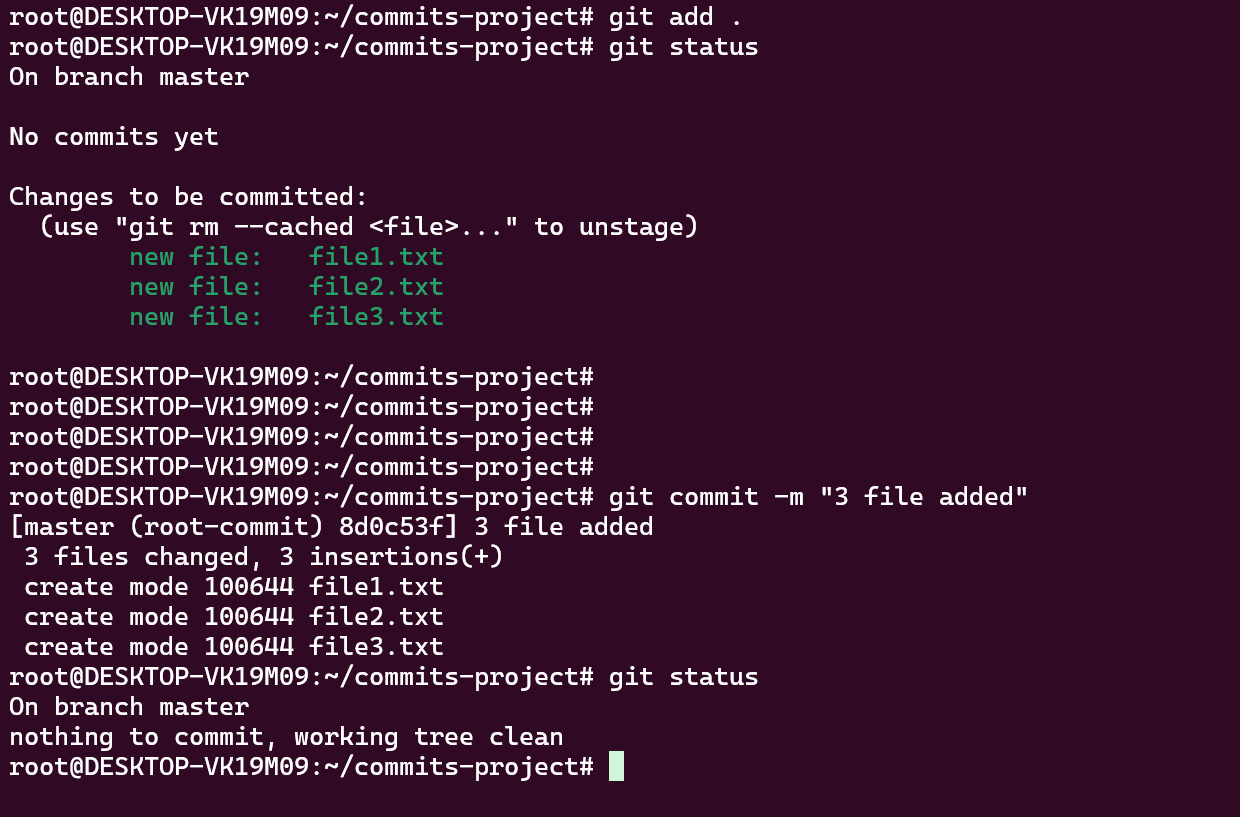 root@DESKTOP-VK19M09:~/commits-project# git add .
root@DESKTOP-VK19M09:~/commits-project# git status
On branch master

No commits yet

Changes to be committed:
  (use "git rm --cached <file>..." to unstage)
        new file:   file1.txt
        new file:   file2.txt
        new file:   file3.txt

root@DESKTOP-VK19M09:~/commits-project#
root@DESKTOP-VK19M09:~/commits-project#
root@DESKTOP-VK19M09:~/commits-project#
root@DESKTOP-VK19M09:~/commits-project#
root@DESKTOP-VK19M09:~/commits-project# git commit -m "3 file added"
[master (root-commit) 8d0c53f] 3 file added
 3 files changed, 3 insertions(+)
 create mode 100644 file1.txt
 create mode 100644 file2.txt
 create mode 100644 file3.txt
root@DESKTOP-VK19M09:~/commits-project# git status
On branch master
nothing to commit, working tree clean
root@DESKTOP-VK19M09:~/commits-project#